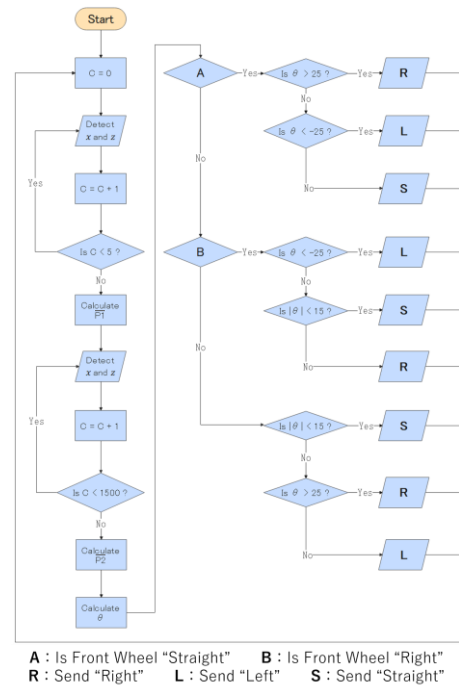 Start
C = 0
Detect
x and z
C = C + 1
Is C < 5 ?
Yes
No
Calculate
P1
Detect
x and z
C = C + 1
Is C < 1500 ?
Yes
No
Calculate
P2
Calculate
θ
A
Yes
Is θ > 25 ?
Yes
R
No
Is θ < -25 ?
Yes
L
No
S
No
B
Yes
Is θ < -25 ?
Yes
L
No
Is |θ| < 15 ?
Yes
S
No
R
No
Is |θ| < 15 ?
Yes
S
No
Is θ > 25 ?
Yes
R
No
L
A : Is Front Wheel “Straight” B : Is Front Wheel “Right”
R : Send “Right” L : Send “Left” S : Send “Straight”